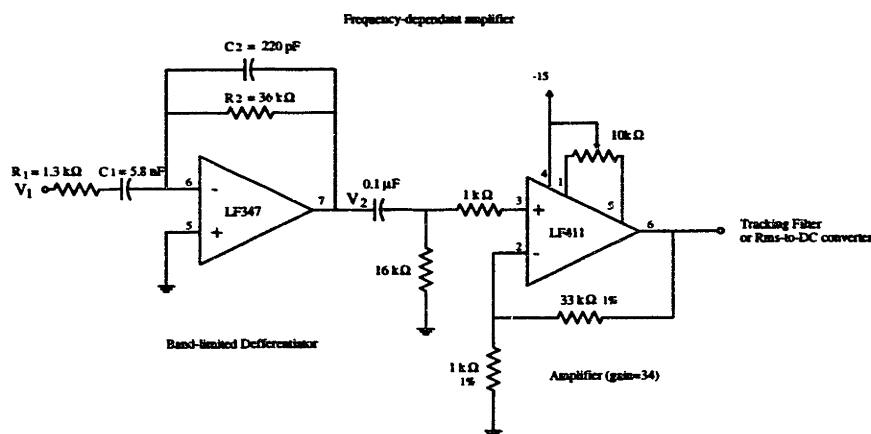 Frequency-dependant amplifier
C2 = 220 pF
R2 = 36 kΩ
-15
10kΩ
R1 = 1.3 kΩ
C1 = 5.8 nF
V1
6
-
LF347
7
5
+
V2
0.1 µF
1 kΩ
16 kΩ
4
1
5
3
+
LF411
6
2
-
Tracking Filter
or Rms-to-DC converter
33 kΩ 1%
1 kΩ
1%
Band-limited Defferentiator
Amplifier (gain=34)